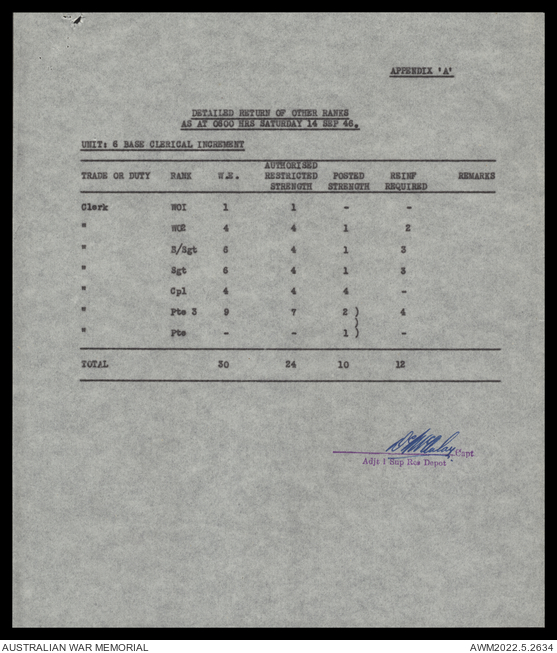 APPENDIX 'A'
DETAILED RETURN OF OTHER RANKS
AS AT 0600 HRS SATURDAY 14 SEP 46.
UNIT: 6 BASE CLERICAL INCREMENT
TRADE OR DUTY RANK W.E. AUTHORISED RESTRICTED STRENGTH POSTED STRENGTH REINF REQUIRED REMARKS
Clerk WO1 1 1 - -
" WO2 4 4 1 2
" S/Sgt 6 4 1 3
" Sgt 6 4 1 3
" Cpl 4 4 4 -
" Pte 3 9 7 2 ) 4
" Pte - - 1 ) -
TOTAL 30 24 10 12
Capt
Adjt 1 Sup Res Depot
AUSTRALIAN WAR MEMORIAL AWM2022.5.2634